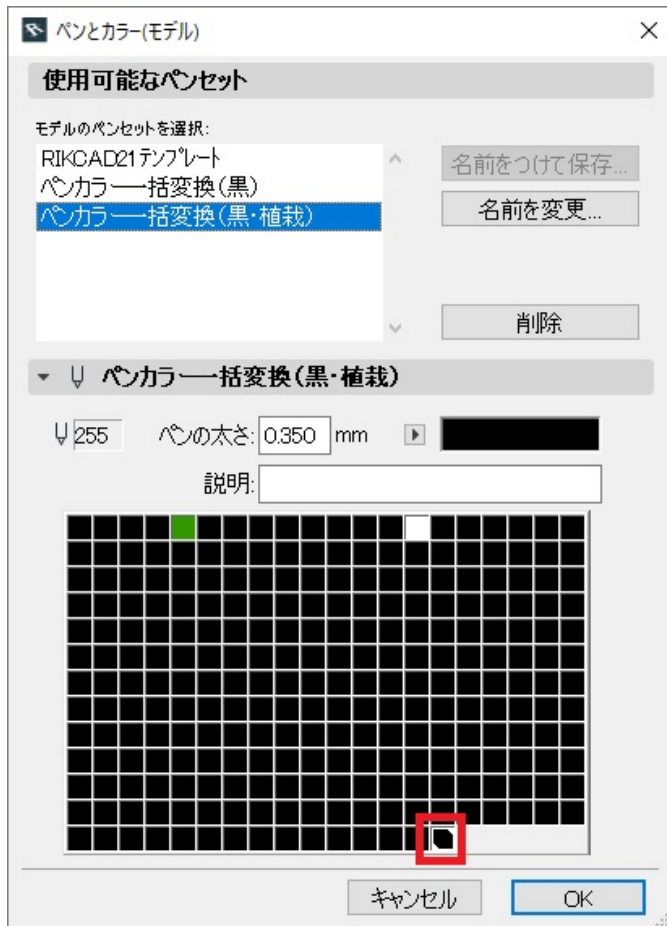 ペンとカラー(モデル)
使用可能なペンセット
モデルのペンセットを選択:
RIKCAD21テンプレート
ペンカラー一括変換(黒)
ペンカラー一括変換(黒・植栽)
名前をつけて保存...
名前を変更...
削除
ペンカラー一括変換(黒・植栽)
255 ペンの太さ: 0.350 mm
説明:
キャンセル OK